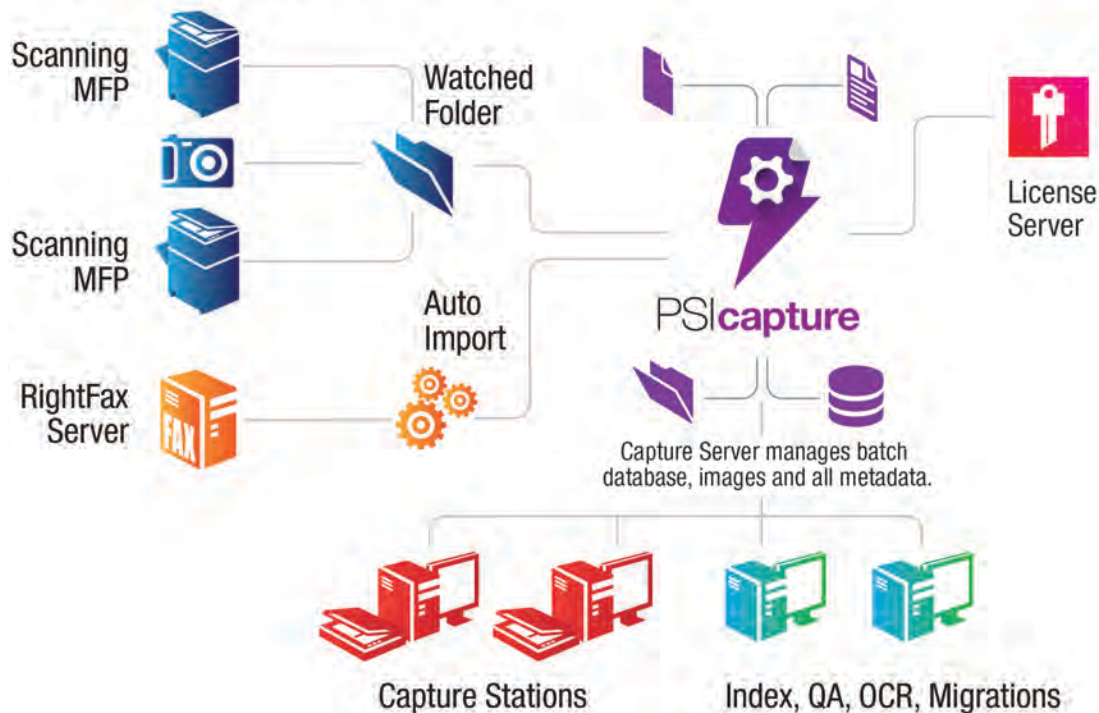 Scanning
MFP
Watched
Folder
License
Server
Scanning
MFP
Auto
Import
PSIcapture
RightFax
Server
FAX
Capture Server manages batch
database, images and all metadata.
Capture Stations
Index, QA, OCR, Migrations